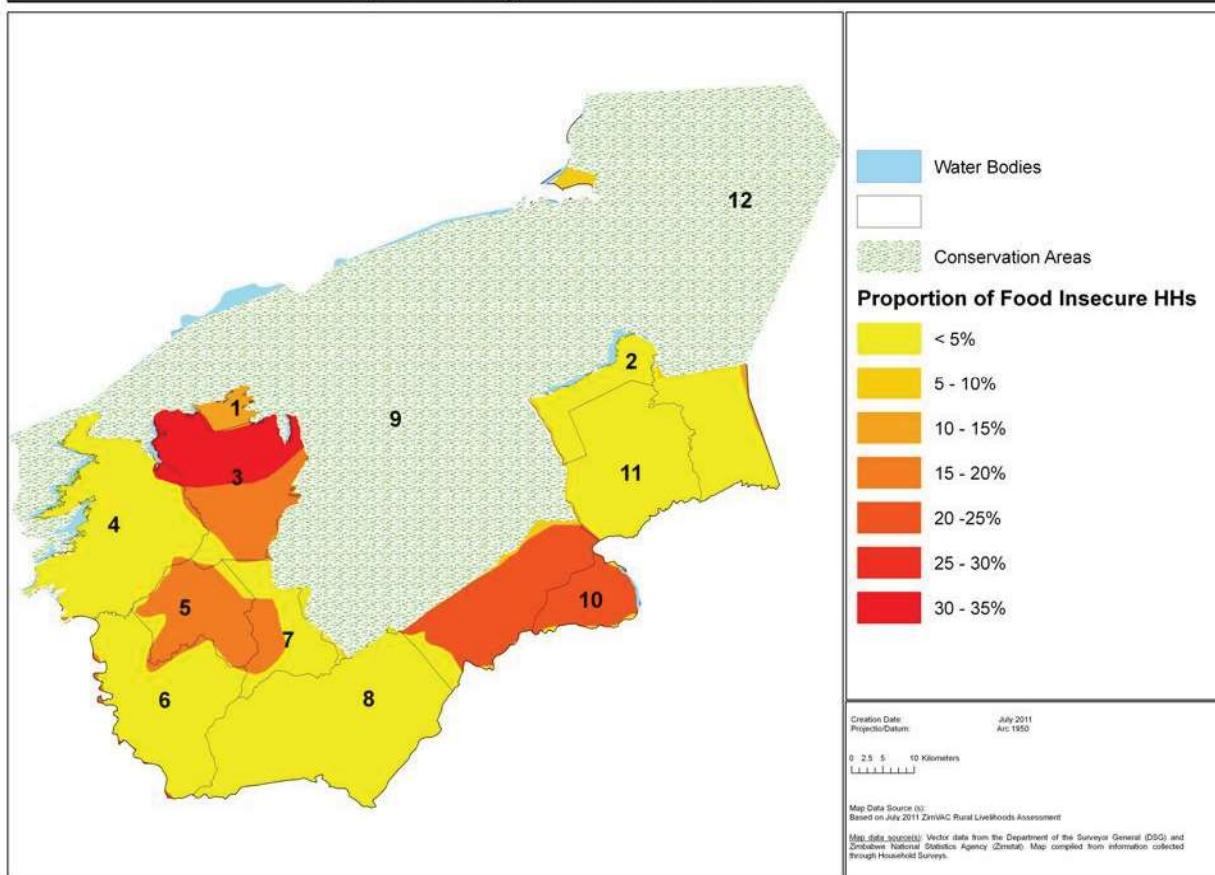 12
2
1
9
11
3
4
10
5
7
6
8
Water Bodies
Conservation Areas
Proportion of Food Insecure HHs
< 5%
5 - 10%
10 - 15%
15 - 20%
20 -25%
25 - 30%
30 - 35%
Creation Date: July 2011
Projectio/Datum: Arc 1950
0 2.5 5 10 Kilometers
Map Data Source (s):
Based on July 2011 ZimVAC Rural Livelihoods Assessment
Map data source(s): Vector data from the Department of the Surveyor General (DSG) and
Zimbabwe National Statistics Agency (Zimstat). Map compiled from information collected
through Household Surveys.